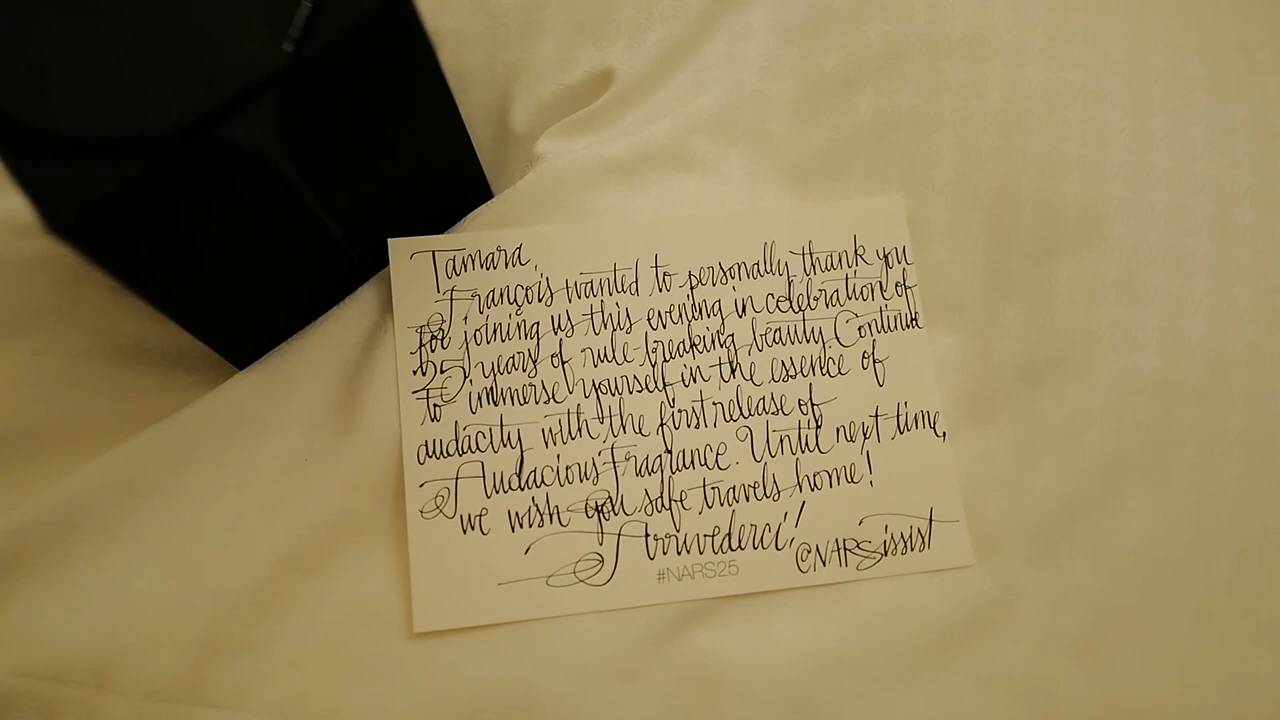 Tamara,
François wanted to personally thank you
for joining us this evening in celebration of
25 years of rule-breaking beauty. Continue
to immerse yourself in the essence of
audacity with the first release of
Audacious Fragrance. Until next time,
we wish you safe travels home!
Arrivederci!
@NARSissist
#NARS25